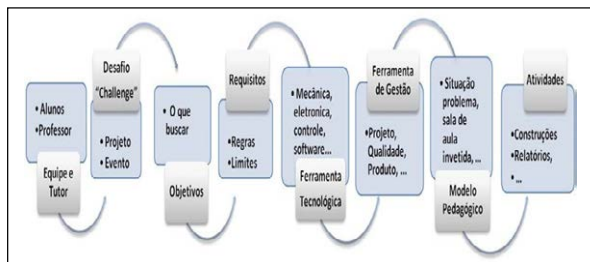 • Alunos
• Professor
Equipe e
Tutor
Desafio
"Challenge"
• Projeto
• Evento
• O que
buscar
Objetivos
Requisitos
• Regras
• Limites
• Mecânica,
eletronica,
controle,
software...
Ferramenta
Tecnológica
Ferramenta
de Gestão
• Projeto,
Qualidade,
Produto, ...
• Situação
problema,
sala de
aula
invetida, ...
Modelo
Pedagógico
Atividades
• Construções
• Relatórios,
• ...